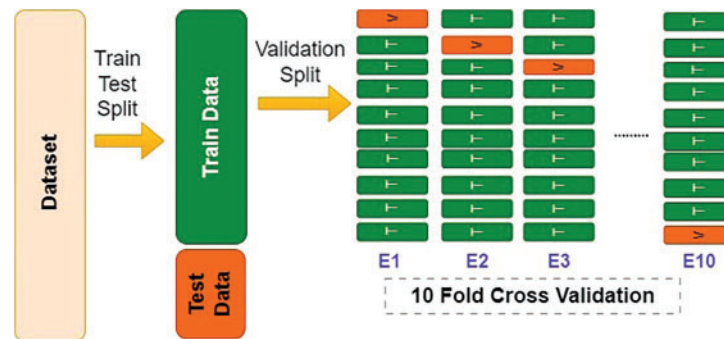 Dataset
Train
Test
Split
Train Data
Test
Data
Validation
Split
V T T T
T V T T
T T V T
T T T T
T T T T
T T T T
T T T T
T T T T
T T T T
T T T V
E1 E2 E3 ......... E10
10 Fold Cross Validation